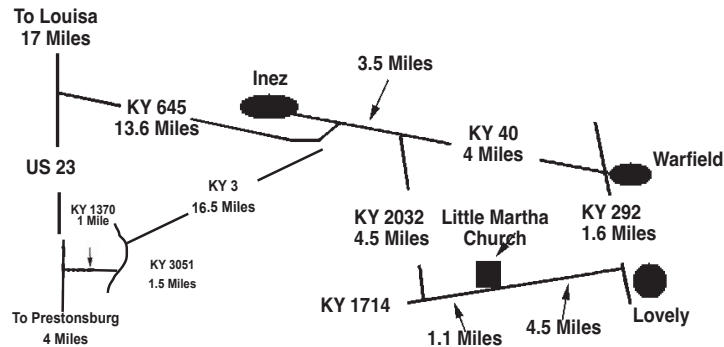 To Louisa
17 Miles
3.5 Miles
Inez
KY 645
13.6 Miles
KY 40
4 Miles
Warfield
US 23
KY 3
16.5 Miles
KY 1370
1 Mile
KY 2032
4.5 Miles
Little Martha
Church
KY 292
1.6 Miles
KY 3051
1.5 Miles
KY 1714
To Prestonsburg
4 Miles
1.1 Miles
4.5 Miles
Lovely